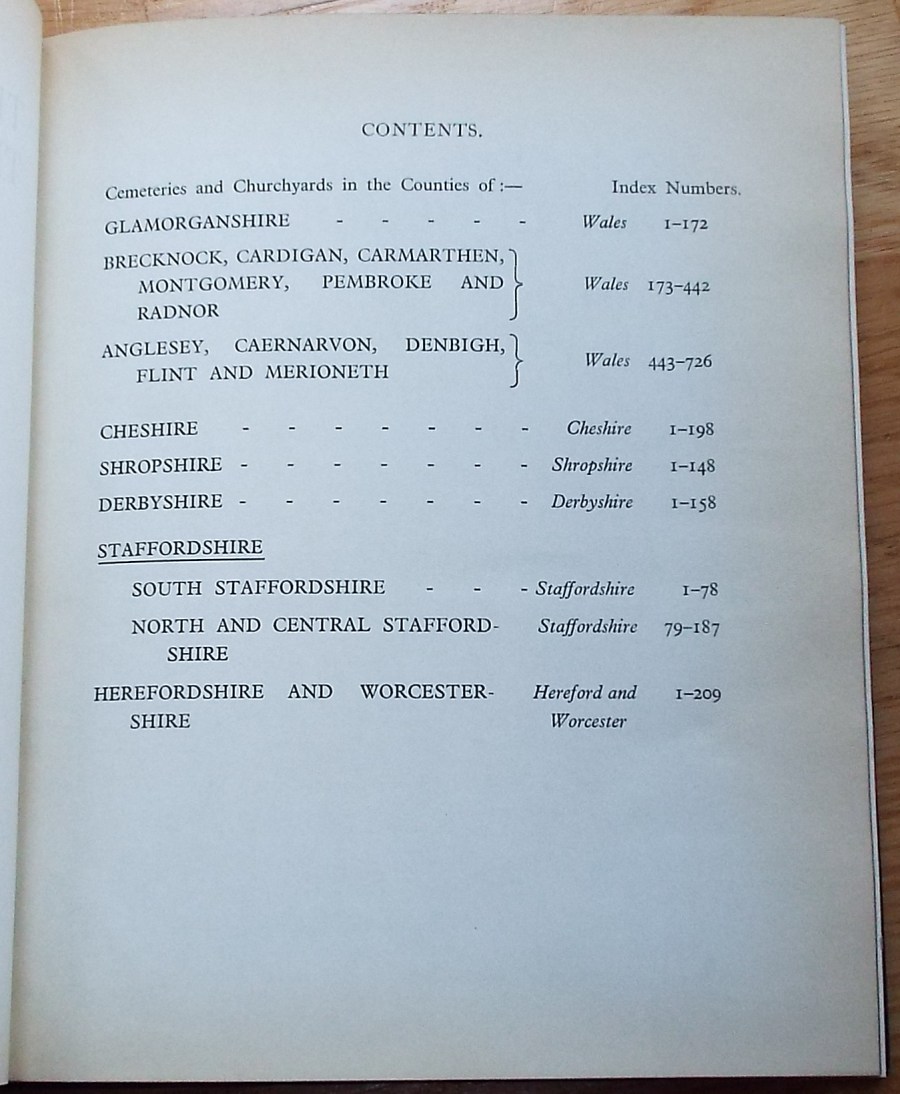 CONTENTS.
Cemeteries and Churchyards in the Counties of :— Index Numbers.
GLAMORGANSHIRE - - - - - Wales 1–172
BRECKNOCK, CARDIGAN, CARMARTHEN,
MONTGOMERY, PEMBROKE AND Wales 173–442
RADNOR
ANGLESEY, CAERNARVON, DENBIGH,
FLINT AND MERIONETH Wales 443–726
CHESHIRE - - - - - - - Cheshire 1–198
SHROPSHIRE - - - - - - - Shropshire 1–148
DERBYSHIRE - - - - - - - Derbyshire 1–158
STAFFORDSHIRE
SOUTH STAFFORDSHIRE - - - Staffordshire 1–78
NORTH AND CENTRAL STAFFORD- Staffordshire 79–187
SHIRE
HEREFORDSHIRE AND WORCESTER- Hereford and 1–209
SHIRE Worcester